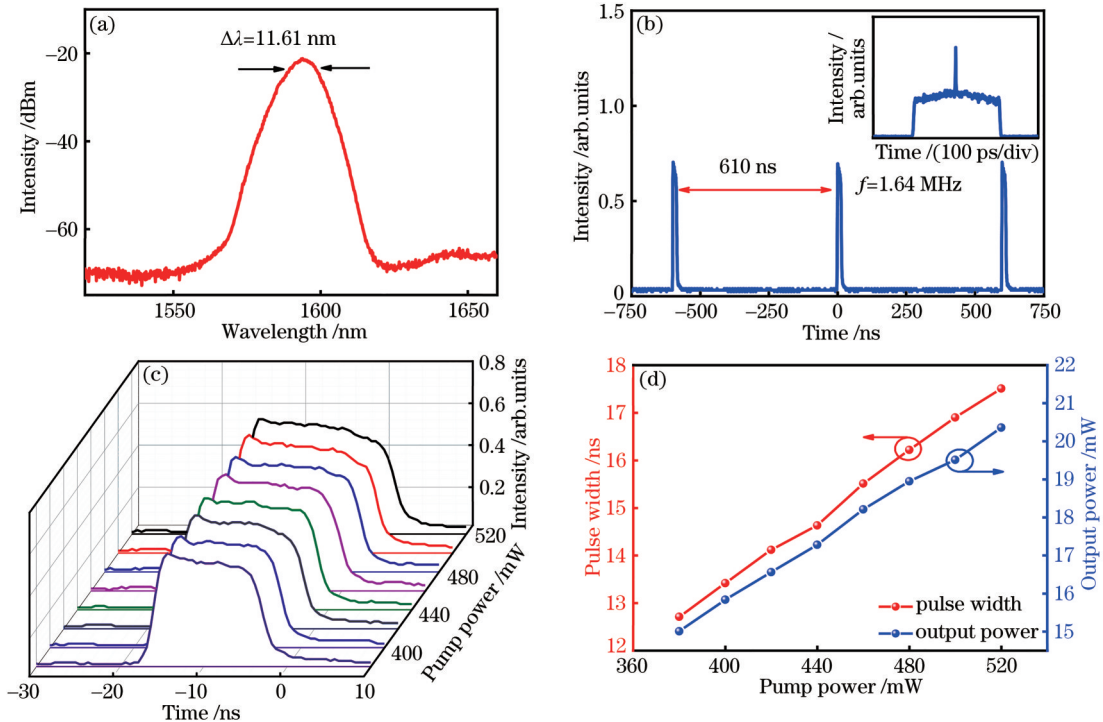 (a)
Δλ=11.61 nm
−20
−40
−60
Intensity /dBm
1550
1600
1650
Wavelength /nm
(b)
1.5
1.0
0.5
0
Intensity /arb.units
610 ns
f=1.64 MHz
−750
−500
−250
0
250
500
750
Time /ns
Intensity /
arb.units
Time /(100 ps/div)
(c)
0.8
0.6
0.4
0.2
Intensity /arb.units
520
480
440
400
Pump power /mW
−30
−20
−10
0
10
Time /ns
(d)
18
17
16
15
14
13
12
Pulse width /ns
22
21
20
19
18
17
16
15
Output power /mW
pulse width
output power
360
400
440
480
520
Pump power /mW